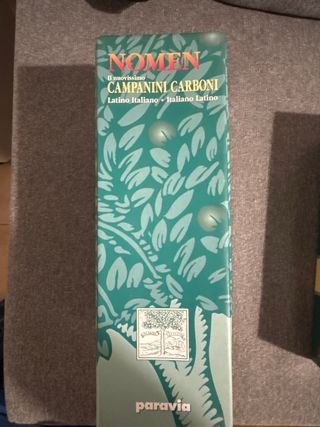 NOMEN
Il nuovissimo
CAMPANINI CARBONI
Latino Italiano • Italiano Latino
paravia